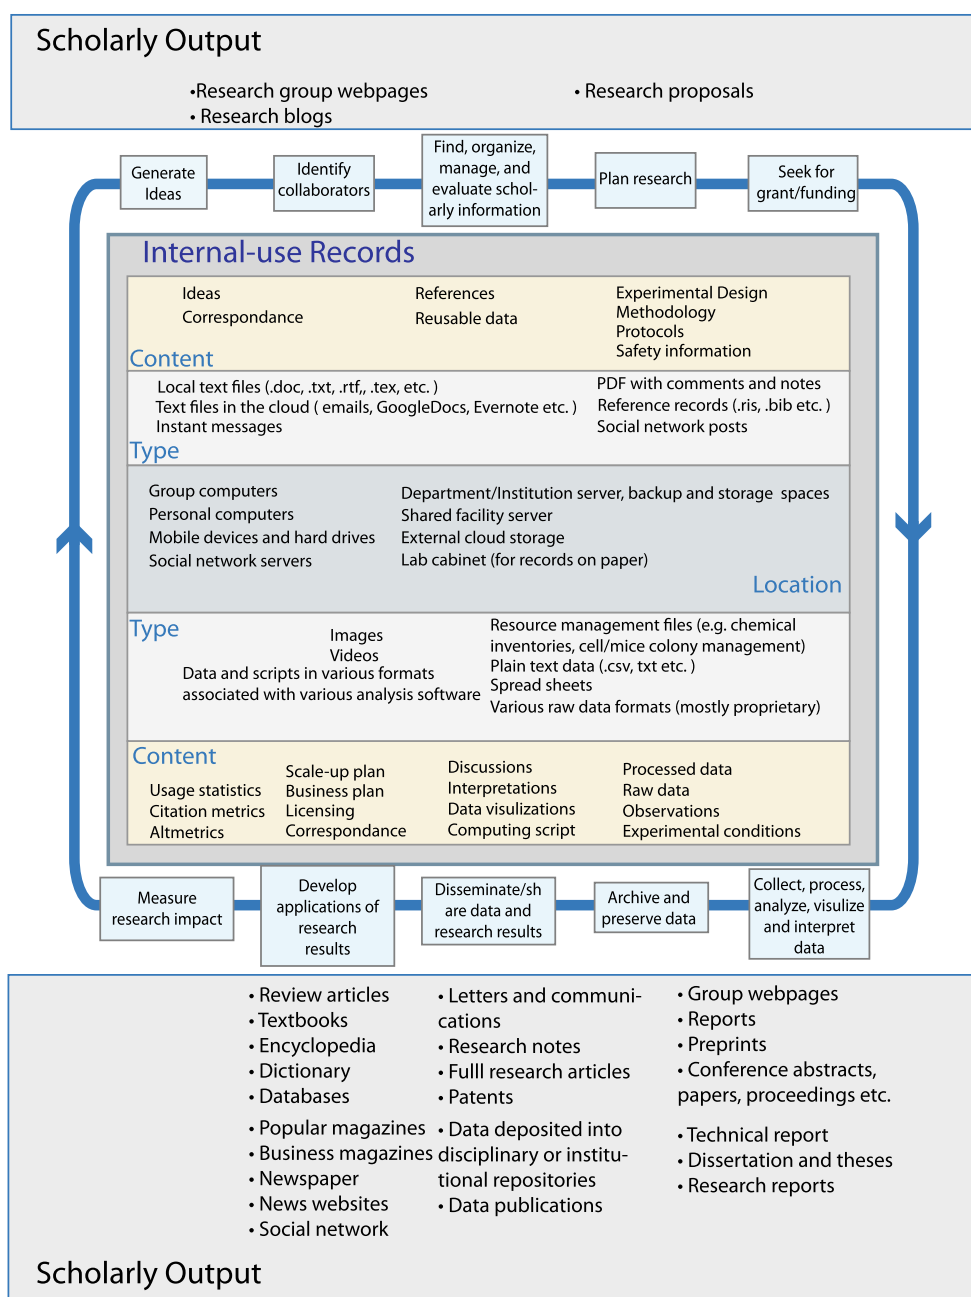 Scholarly Output
•Research group webpages
• Research proposals
• Research blogs
Generate
Ideas
Identify
collaborators
Find, organize,
manage, and
evaluate schol-
arly information
Plan research
Seek for
grant/funding
Internal-use Records
Ideas
Correspondance
References
Reusable data
Experimental Design
Methodology
Protocols
Safety information
Content
Local text files (.doc, .txt, .rtf,, .tex, etc. )
Text files in the cloud ( emails, GoogleDocs, Evernote etc. )
Instant messages
PDF with comments and notes
Reference records (.ris, .bib etc. )
Social network posts
Type
Group computers
Personal computers
Mobile devices and hard drives
Social network servers
Department/Institution server, backup and storage spaces
Shared facility server
External cloud storage
Lab cabinet (for records on paper)
Location
Type
Images
Videos
Data and scripts in various formats
associated with various analysis software
Resource management files (e.g. chemical
inventories, cell/mice colony management)
Plain text data (.csv, txt etc. )
Spread sheets
Various raw data formats (mostly proprietary)
Content
Usage statistics
Citation metrics
Altmetrics
Scale-up plan
Business plan
Licensing
Correspondance
Discussions
Interpretations
Data visulizations
Computing script
Processed data
Raw data
Observations
Experimental conditions
Measure
research impact
Develop
applications of
research
results
Disseminate/sh
are data and
research results
Archive and
preserve data
Collect, process,
analyze, visulize
and interpret
data
• Review articles
• Textbooks
• Encyclopedia
• Dictionary
• Databases
• Popular magazines
• Business magazines
• Newspaper
• News websites
• Social network
• Letters and communi-
cations
• Research notes
• Fulll research articles
• Patents
• Data deposited into
disciplinary or institu-
tional repositories
• Data publications
• Group webpages
• Reports
• Preprints
• Conference abstracts,
papers, proceedings etc.
• Technical report
• Dissertation and theses
• Research reports
Scholarly Output